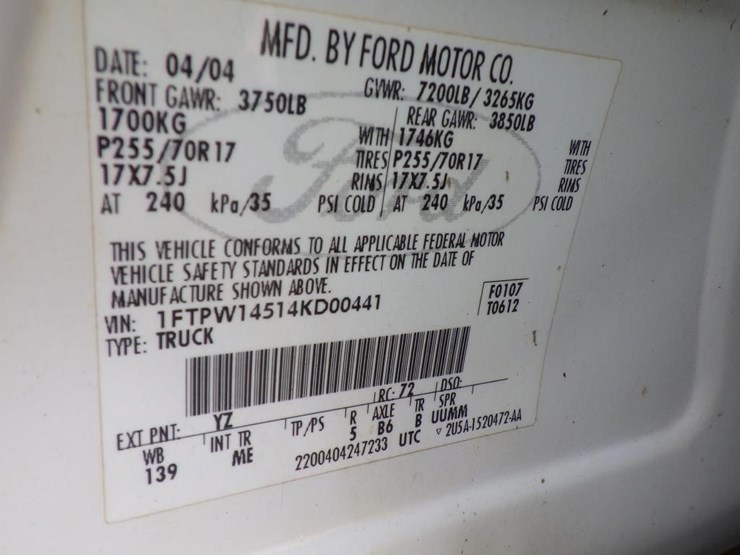 MFD. BY FORD MOTOR CO.
DATE: 04/04 GVWR: 7200LB/ 3265KG
FRONT GAWR: 3750LB REAR GAWR: 3850LB
1700KG WITH 1746KG WITH
P255/70R17 TIRES P255/70R17 TIRES
17X7.5J RIMS 17X7.5J RIMS
AT 240 kPa/35 PSI COLD AT 240 kPa/35 PSI COLD
Ford
THIS VEHICLE CONFORMS TO ALL APPLICABLE FEDERAL MOTOR
VEHICLE SAFETY STANDARDS IN EFFECT ON THE DATE OF
MANUFACTURE SHOWN ABOVE.
VIN: 1FTPW14514KD00441 F0107
TYPE: TRUCK T0612
EXT PNT: YZ RC: 72 DSO:
WB INT TR TP/PS R AXLE TR SPR
139 ME 5 B6 B UUMM
2200404247233 UTC ▽ 2U5A-1520472-AA